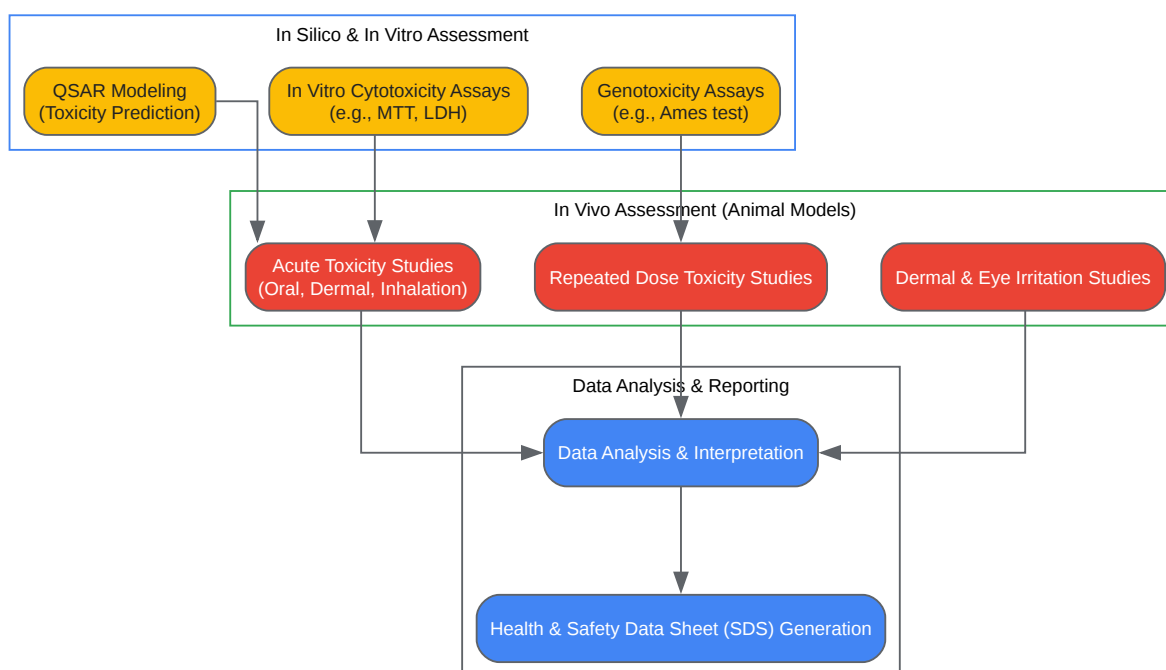 In Silico & In Vitro Assessment
QSAR Modeling
(Toxicity Prediction)
In Vitro Cytotoxicity Assays
(e.g., MTT, LDH)
Genotoxicity Assays
(e.g., Ames test)
In Vivo Assessment (Animal Models)
Acute Toxicity Studies
(Oral, Dermal, Inhalation)
Repeated Dose Toxicity Studies
Dermal & Eye Irritation Studies
Data Analysis & Reporting
Data Analysis & Interpretation
Health & Safety Data Sheet (SDS) Generation